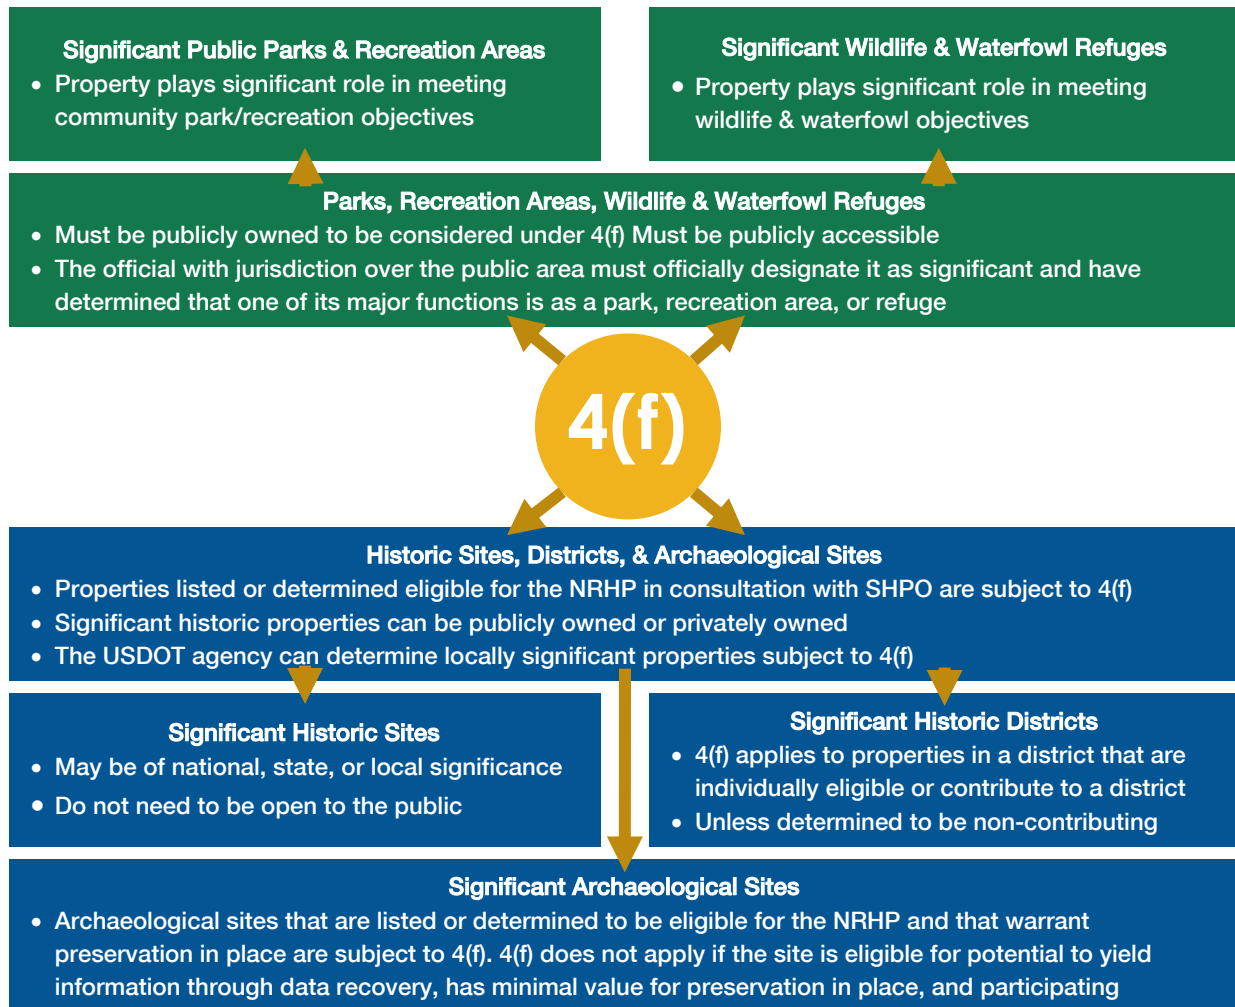 Significant Public Parks & Recreation Areas
• Property plays significant role in meeting
community park/recreation objectives
Significant Wildlife & Waterfowl Refuges
• Property plays significant role in meeting
wildlife & waterfowl objectives
Parks, Recreation Areas, Wildlife & Waterfowl Refuges
• Must be publicly owned to be considered under 4(f) Must be publicly accessible
• The official with jurisdiction over the public area must officially designate it as significant and have
determined that one of its major functions is as a park, recreation area, or refuge
4(f)
Historic Sites, Districts, & Archaeological Sites
• Properties listed or determined eligible for the NRHP in consultation with SHPO are subject to 4(f)
• Significant historic properties can be publicly owned or privately owned
• The USDOT agency can determine locally significant properties subject to 4(f)
Significant Historic Sites
• May be of national, state, or local significance
• Do not need to be open to the public
Significant Historic Districts
• 4(f) applies to properties in a district that are
individually eligible or contribute to a district
• Unless determined to be non-contributing
Significant Archaeological Sites
• Archaeological sites that are listed or determined to be eligible for the NRHP and that warrant
preservation in place are subject to 4(f). 4(f) does not apply if the site is eligible for potential to yield
information through data recovery, has minimal value for preservation in place, and participating